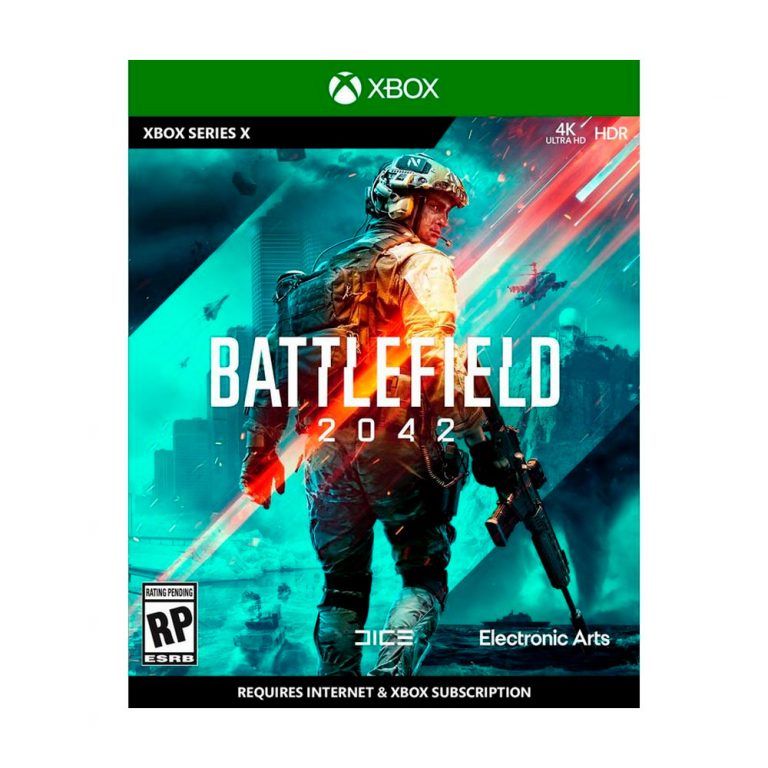 XBOX
XBOX SERIES X
4K
ULTRA HD
HDR
BATTLEFIELD
2042
RATING PENDING
RP
ESRB
DICE
Electronic Arts
REQUIRES INTERNET & XBOX SUBSCRIPTION